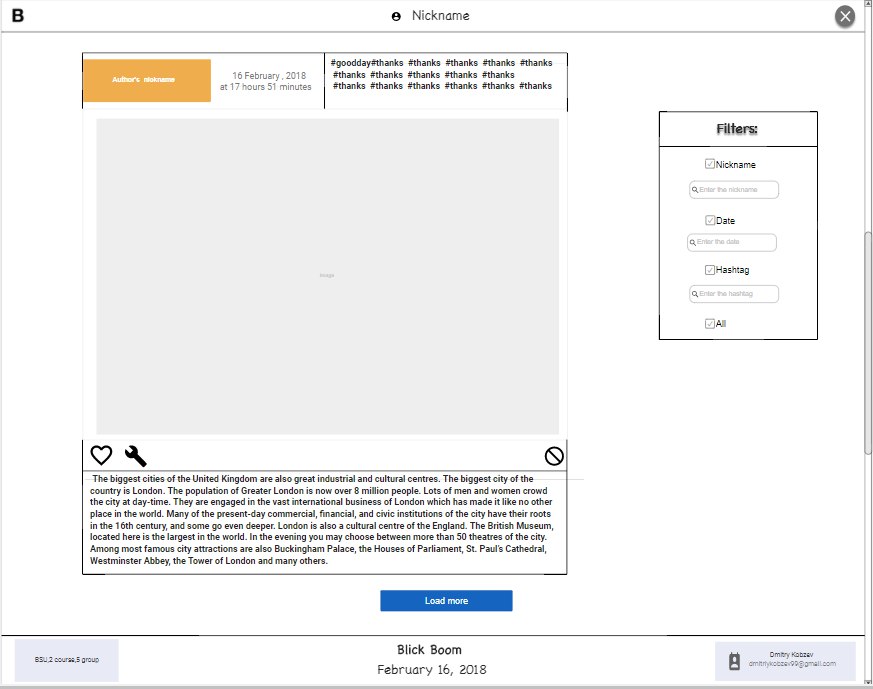 B
Nickname
Author's nickname
16 February , 2018
at 17 hours 51 minutes
#goodday#thanks #thanks #thanks #thanks #thanks
#thanks #thanks #thanks #thanks #thanks
#thanks #thanks #thanks #thanks #thanks #thanks
Image
The biggest cities of the United Kingdom are also great industrial and cultural centres. The biggest city of the
country is London. The population of Greater London is now over 8 million people. Lots of men and women crowd
the city at day-time. They are engaged in the vast international business of London which has made it like no other
place in the world. Many of the present-day commercial, financial, and civic institutions of the city have their roots
in the 16th century, and some go even deeper. London is also a cultural centre of the England. The British Museum,
located here is the largest in the world. In the evening you may choose between more than 50 theatres of the city.
Among most famous city attractions are also Buckingham Palace, the Houses of Parliament, St. Paul's Cathedral,
Westminster Abbey, the Tower of London and many others.
Load more
Filters:
Nickname
Enter the nickname
Date
Enter the date
Hashtag
Enter the hashtag
All
BSU,2 course,5 group
Blick Boom
February 16, 2018
Dmitry Kobzev
dmitriykobzev99@gmail.com